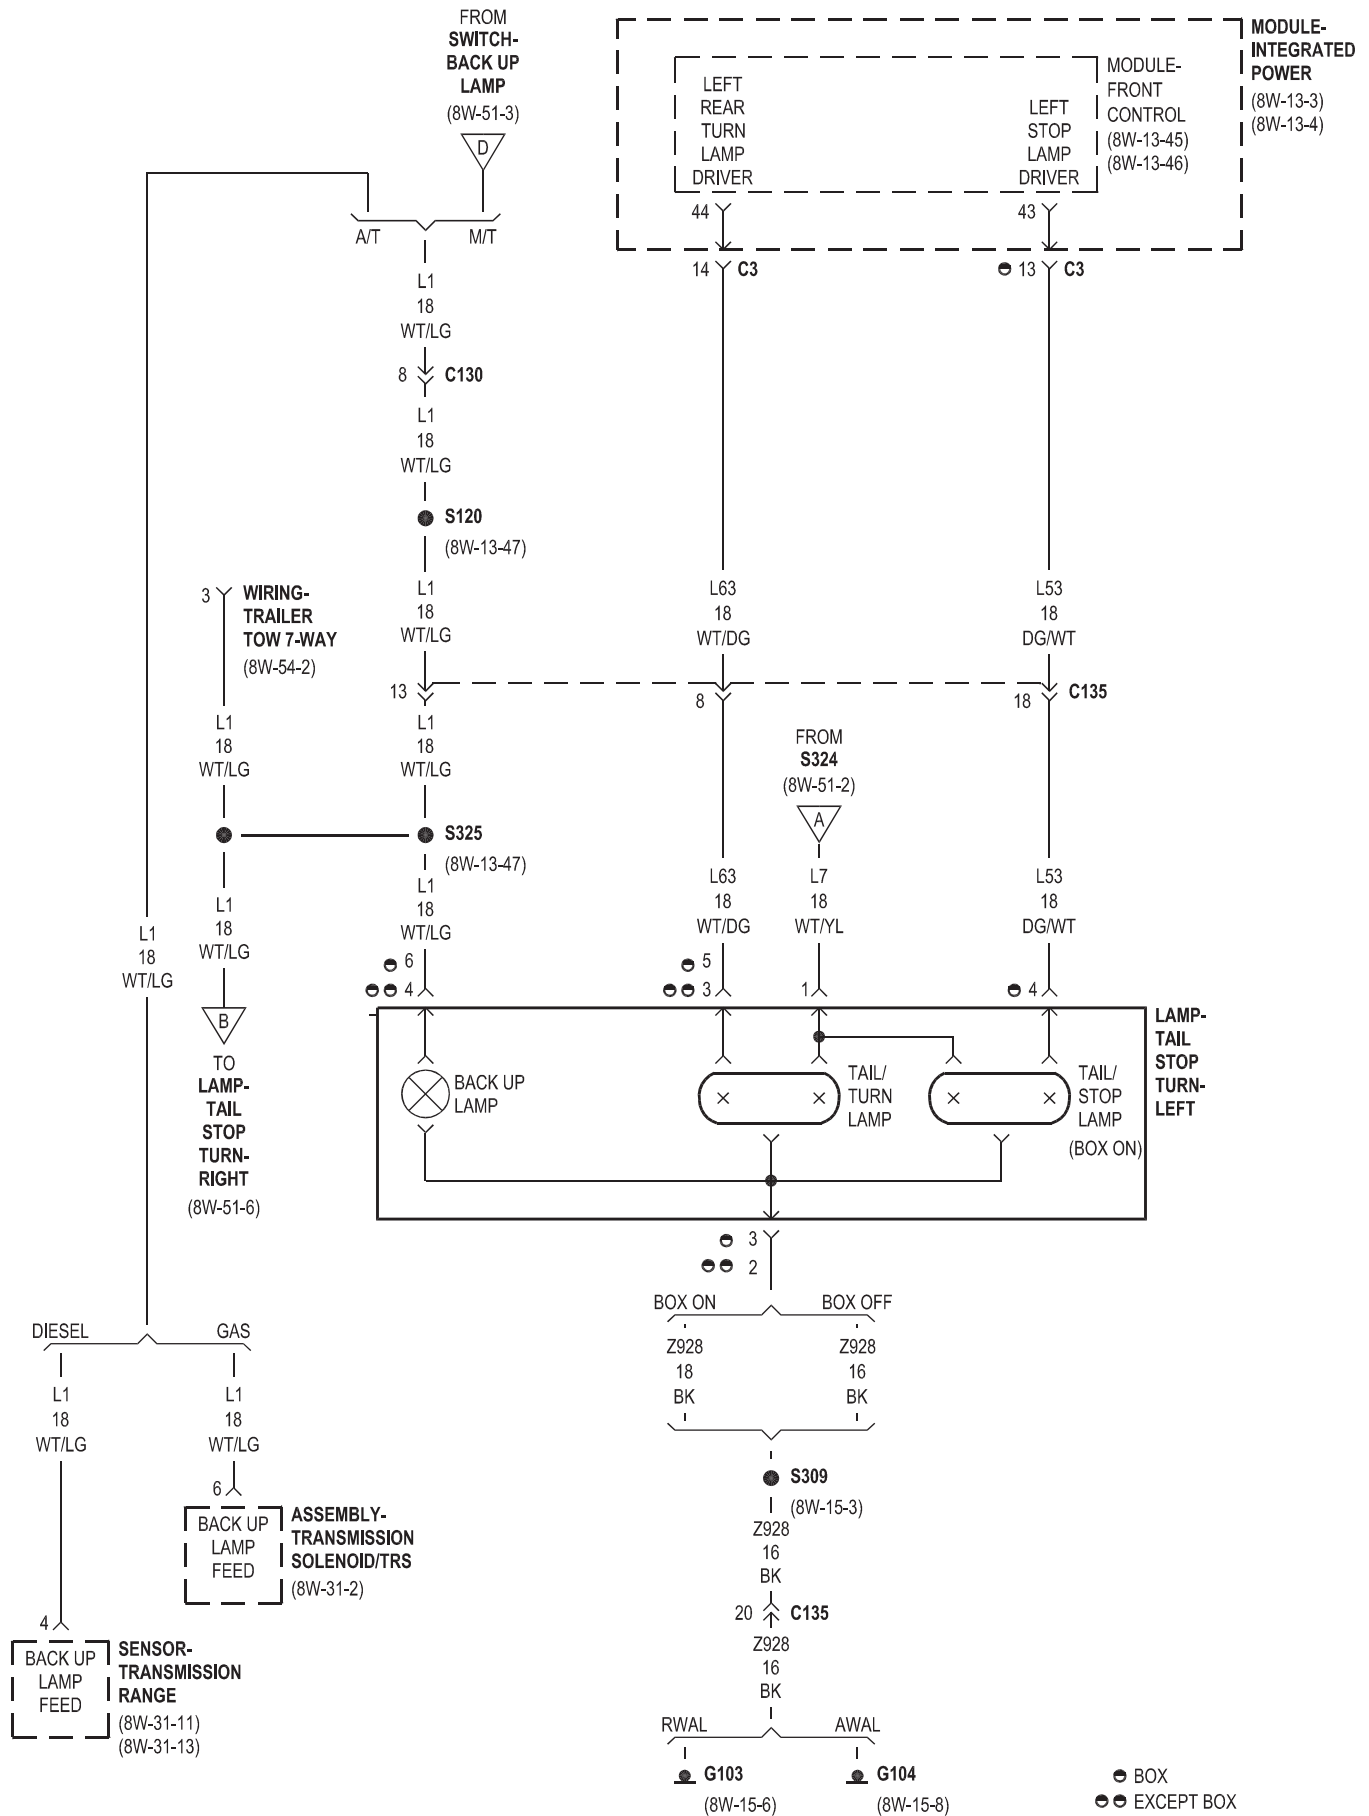 FROM
SWITCH-
BACK UP
LAMP
(8W-51-3)
D
A/T
M/T
L1
18
WT/LG
8
C130
L1
18
WT/LG
S120
(8W-13-47)
L1
18
WT/LG
13
L1
18
WT/LG
S325
(8W-13-47)
L1
18
WT/LG
6
4
3
WIRING-
TRAILER
TOW 7-WAY
(8W-54-2)
L1
18
WT/LG
L1
18
WT/LG
B
TO
LAMP-
TAIL
STOP
TURN-
RIGHT
(8W-51-6)
L1
18
WT/LG
MODULE-
INTEGRATED
POWER
(8W-13-3)
(8W-13-4)
MODULE-
FRONT
CONTROL
(8W-13-45)
(8W-13-46)
LEFT
REAR
TURN
LAMP
DRIVER
LEFT
STOP
LAMP
DRIVER
44
43
14
C3
13
C3
L63
18
WT/DG
L53
18
DG/WT
8
18
C135
FROM
S324
(8W-51-2)
A
L63
18
WT/DG
L7
18
WT/YL
L53
18
DG/WT
5
3
1
4
LAMP-
TAIL
STOP
TURN-
LEFT
BACK UP
LAMP
TAIL/
TURN
LAMP
TAIL/
STOP
LAMP
(BOX ON)
3
2
BOX ON
BOX OFF
Z928
18
BK
Z928
16
BK
S309
(8W-15-3)
Z928
16
BK
20
C135
Z928
16
BK
RWAL
AWAL
G103
(8W-15-6)
G104
(8W-15-8)
DIESEL
GAS
L1
18
WT/LG
L1
18
WT/LG
6
BACK UP
LAMP
FEED
ASSEMBLY-
TRANSMISSION
SOLENOID/TRS
(8W-31-2)
4
BACK UP
LAMP
FEED
SENSOR-
TRANSMISSION
RANGE
(8W-31-11)
(8W-31-13)
BOX
EXCEPT BOX